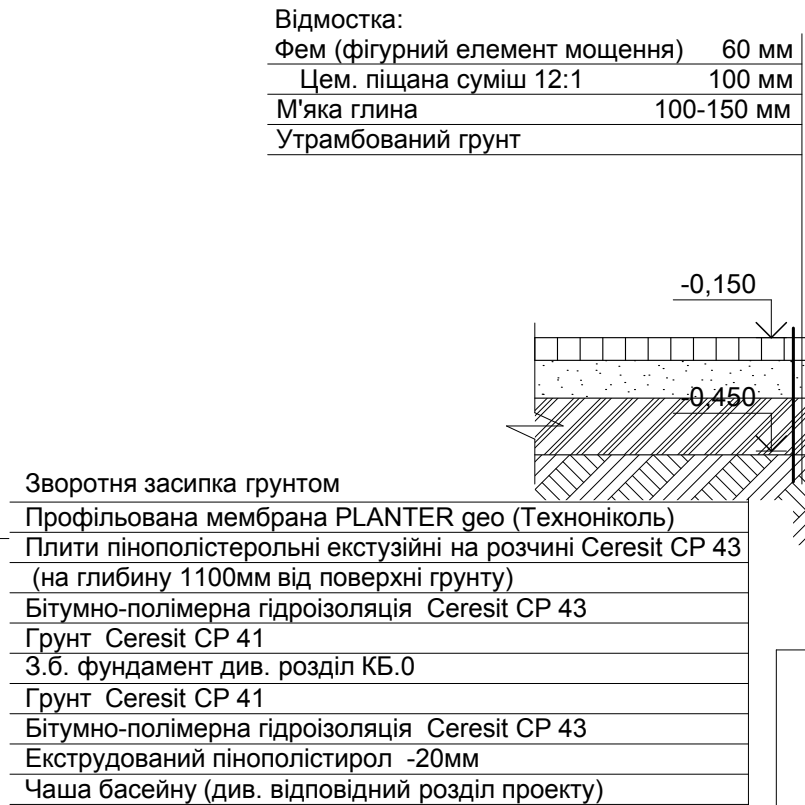 Відмостка:
Фем (фігурний елемент мощення) 60 мм
Цем. піщана суміш 12:1 100 мм
М'яка глина 100-150 мм
Утрамбований грунт
-0,150
-0,450
Зворотня засипка грунтом
Профільована мембрана PLANTER geo (Техноніколь)
Плити пінополістерольні екстузійні на розчині Ceresit CP 43
(на глибину 1100мм від поверхні грунту)
Бітумно-полімерна гідроізоляція Ceresit CP 43
Грунт Ceresit CP 41
З.б. фундамент див. розділ КБ.0
Грунт Ceresit CP 41
Бітумно-полімерна гідроізоляція Ceresit CP 43
Екструдований пінополістирол -20мм
Чаша басейну (див. відповідний розділ проекту)